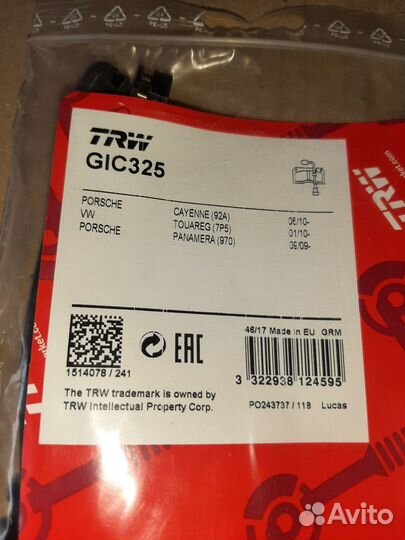 TRW
GIC325
PORSCHE CAYENNE (92A) 06/10-
VW TOUAREG (7P5) 01/10-
PORSCHE PANAMERA (970) 09/09-
1514078 / 241
EAC
46/17 Made in EU GRM
3 322938 124595
The TRW trademark is owned by
TRW Intellectual Property Corp.
PO243737 / 118 Lucas
TRW
Avito